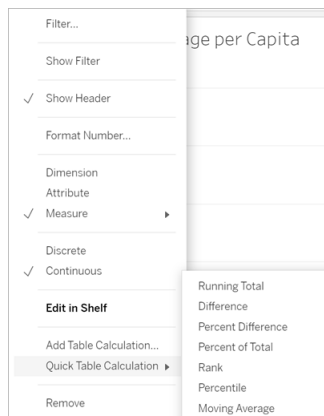 Filter...
age per Capita
Show Filter
Show Header
Format Number...
Dimension
Attribute
Measure
Discrete
Continuous
Edit in Shelf
Add Table Calculation...
Quick Table Calculation
Remove
Running Total
Difference
Percent Difference
Percent of Total
Rank
Percentile
Moving Average